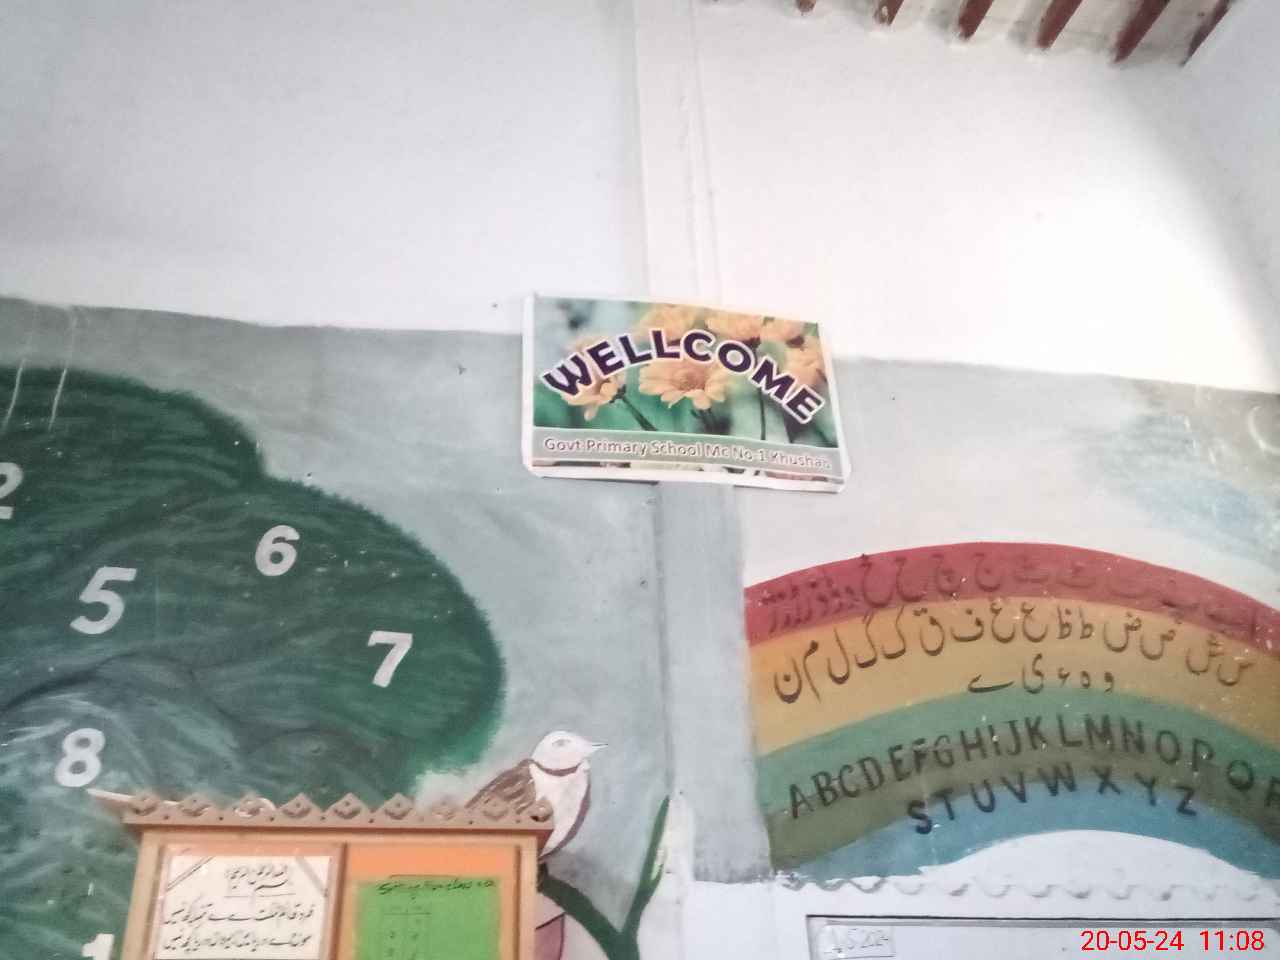 WELLCOME
Govt Primary School Mc No 1 Khushab
2
6
5
7
8
1
ا ب پ ت ٹ ث ج چ ح خ د ڈ ذ ر ڑ ز ژ
س ش ص ض ط ظ ع غ ف ق ک گ ل م ن
و ہ ء ی ے
ABCDEFGHIJKLMNOPQR
STUVWXYZ
20-05-24 11:08